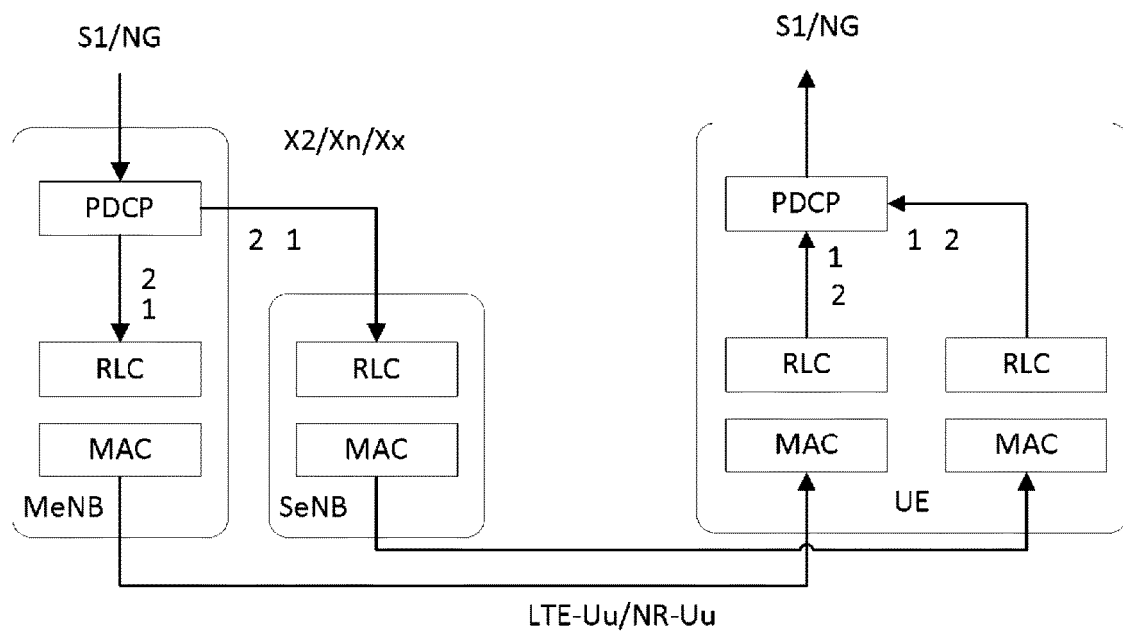 S1/NG
S1/NG
X2/Xn/Xx
PDCP
PDCP
2 1
1 2
2
1
1
2
RLC
RLC
RLC
RLC
MAC
MAC
MAC
MAC
MeNB
SeNB
UE
LTE-Uu/NR-Uu